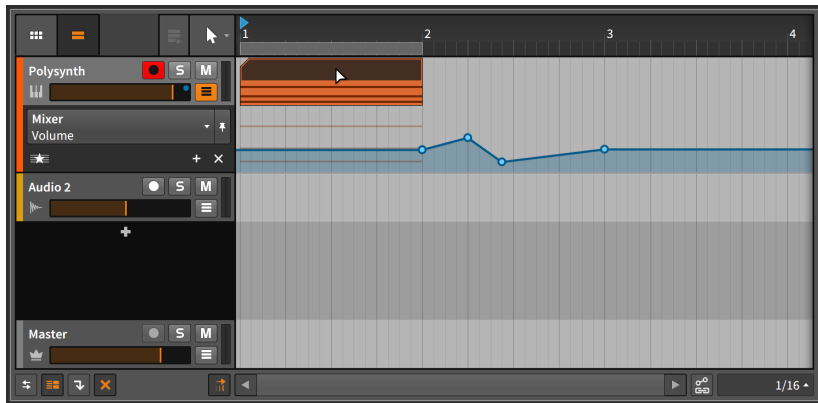 1 2 3 4
Polysynth S M
Mixer
Volume
Audio 2 S M
Master S M
1/16